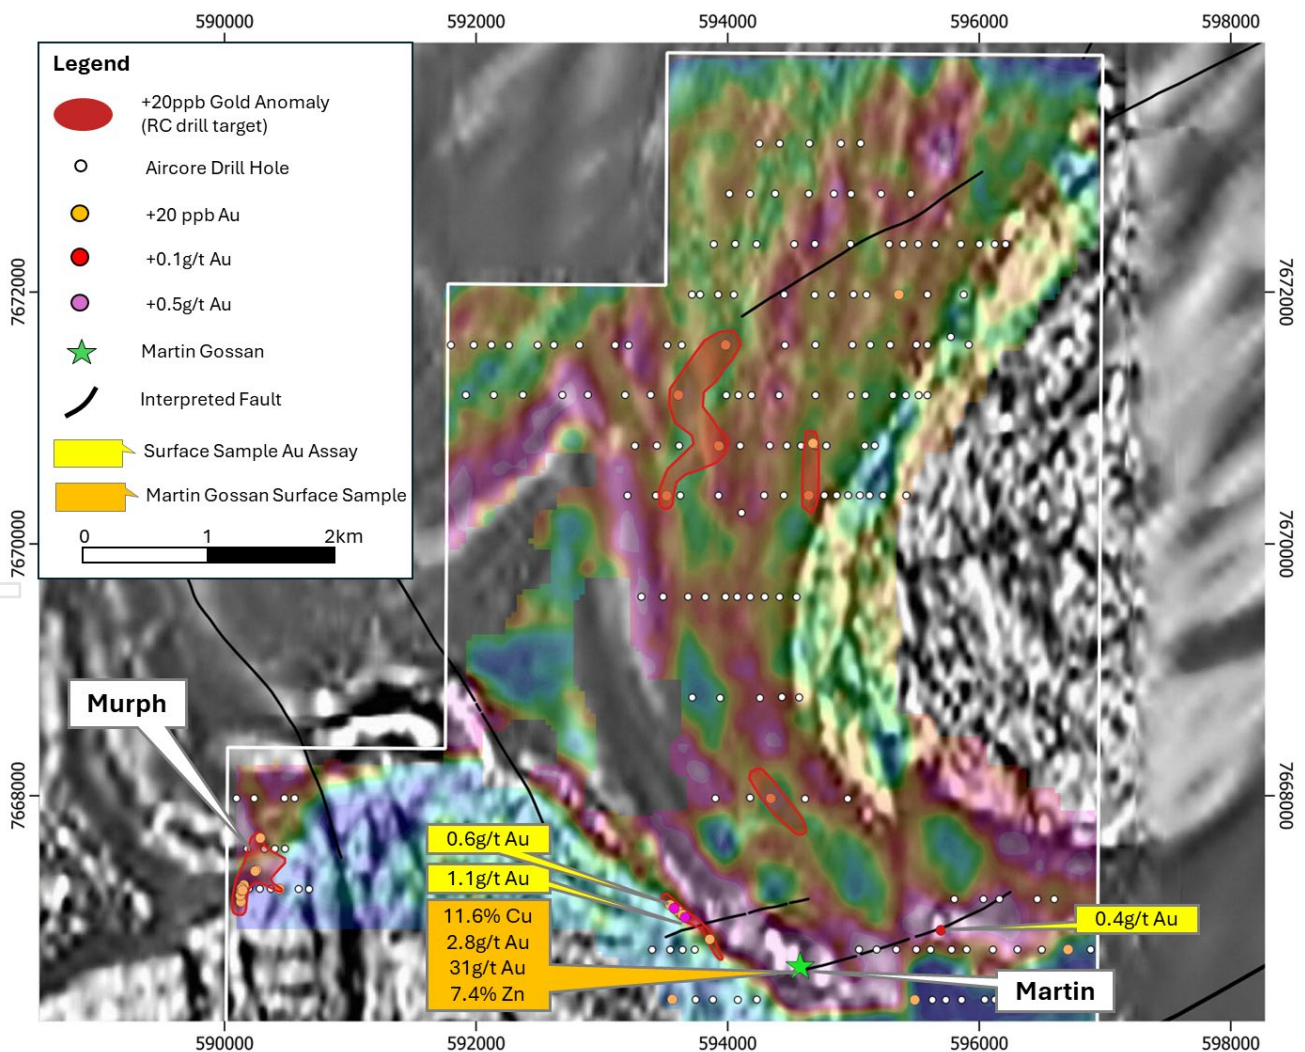 590000 592000 594000 596000 598000
Legend
+20ppb Gold Anomaly
(RC drill target)
Aircore Drill Hole
+20 ppb Au
+0.1g/t Au
+0.5g/t Au
Martin Gossan
Interpreted Fault
Surface Sample Au Assay
Martin Gossan Surface Sample
0 1 2km
7672000 7672000
7670000 7670000
Murph
7668000 7668000
0.6g/t Au
1.1g/t Au
11.6% Cu
2.8g/t Au
31g/t Au
7.4% Zn
0.4g/t Au
Martin
590000 592000 594000 596000 598000